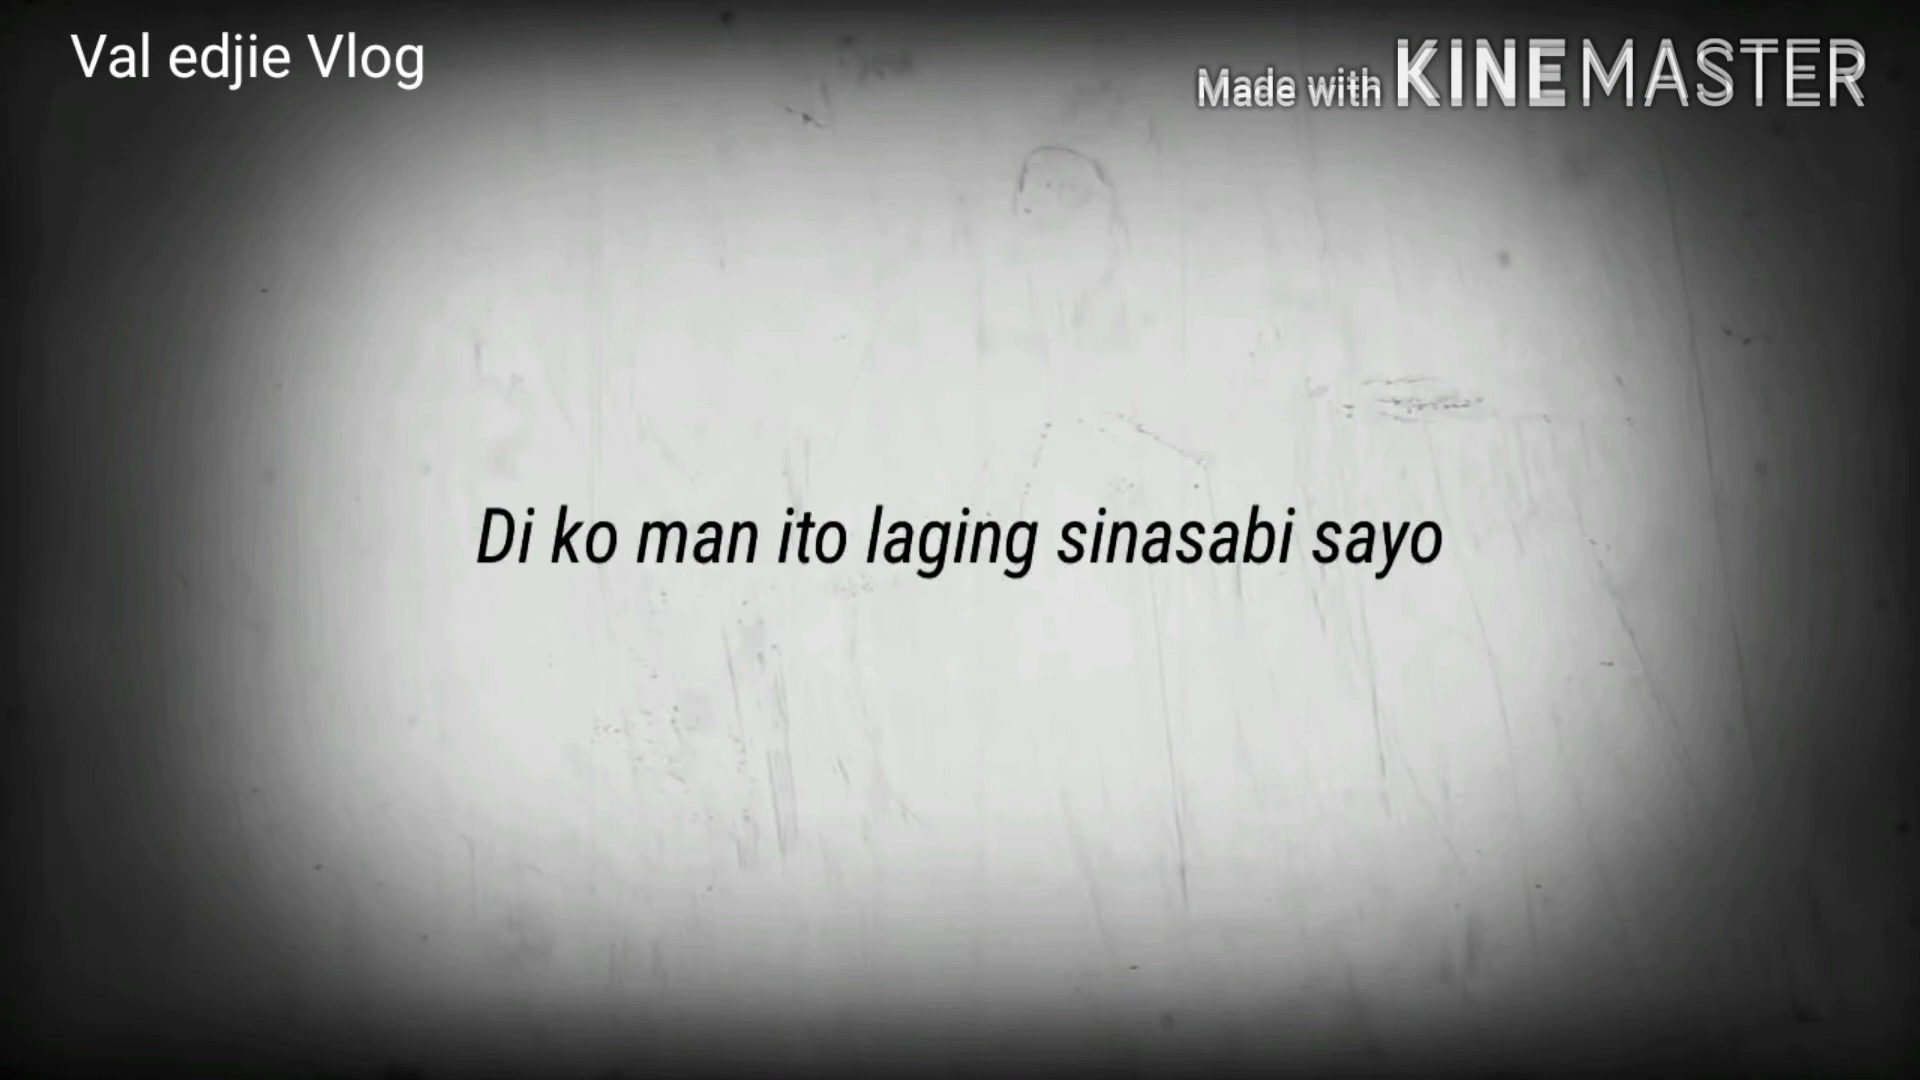 Val edjie Vlog
Made with KINEMASTER
Di ko man ito laging sinasabi sayo